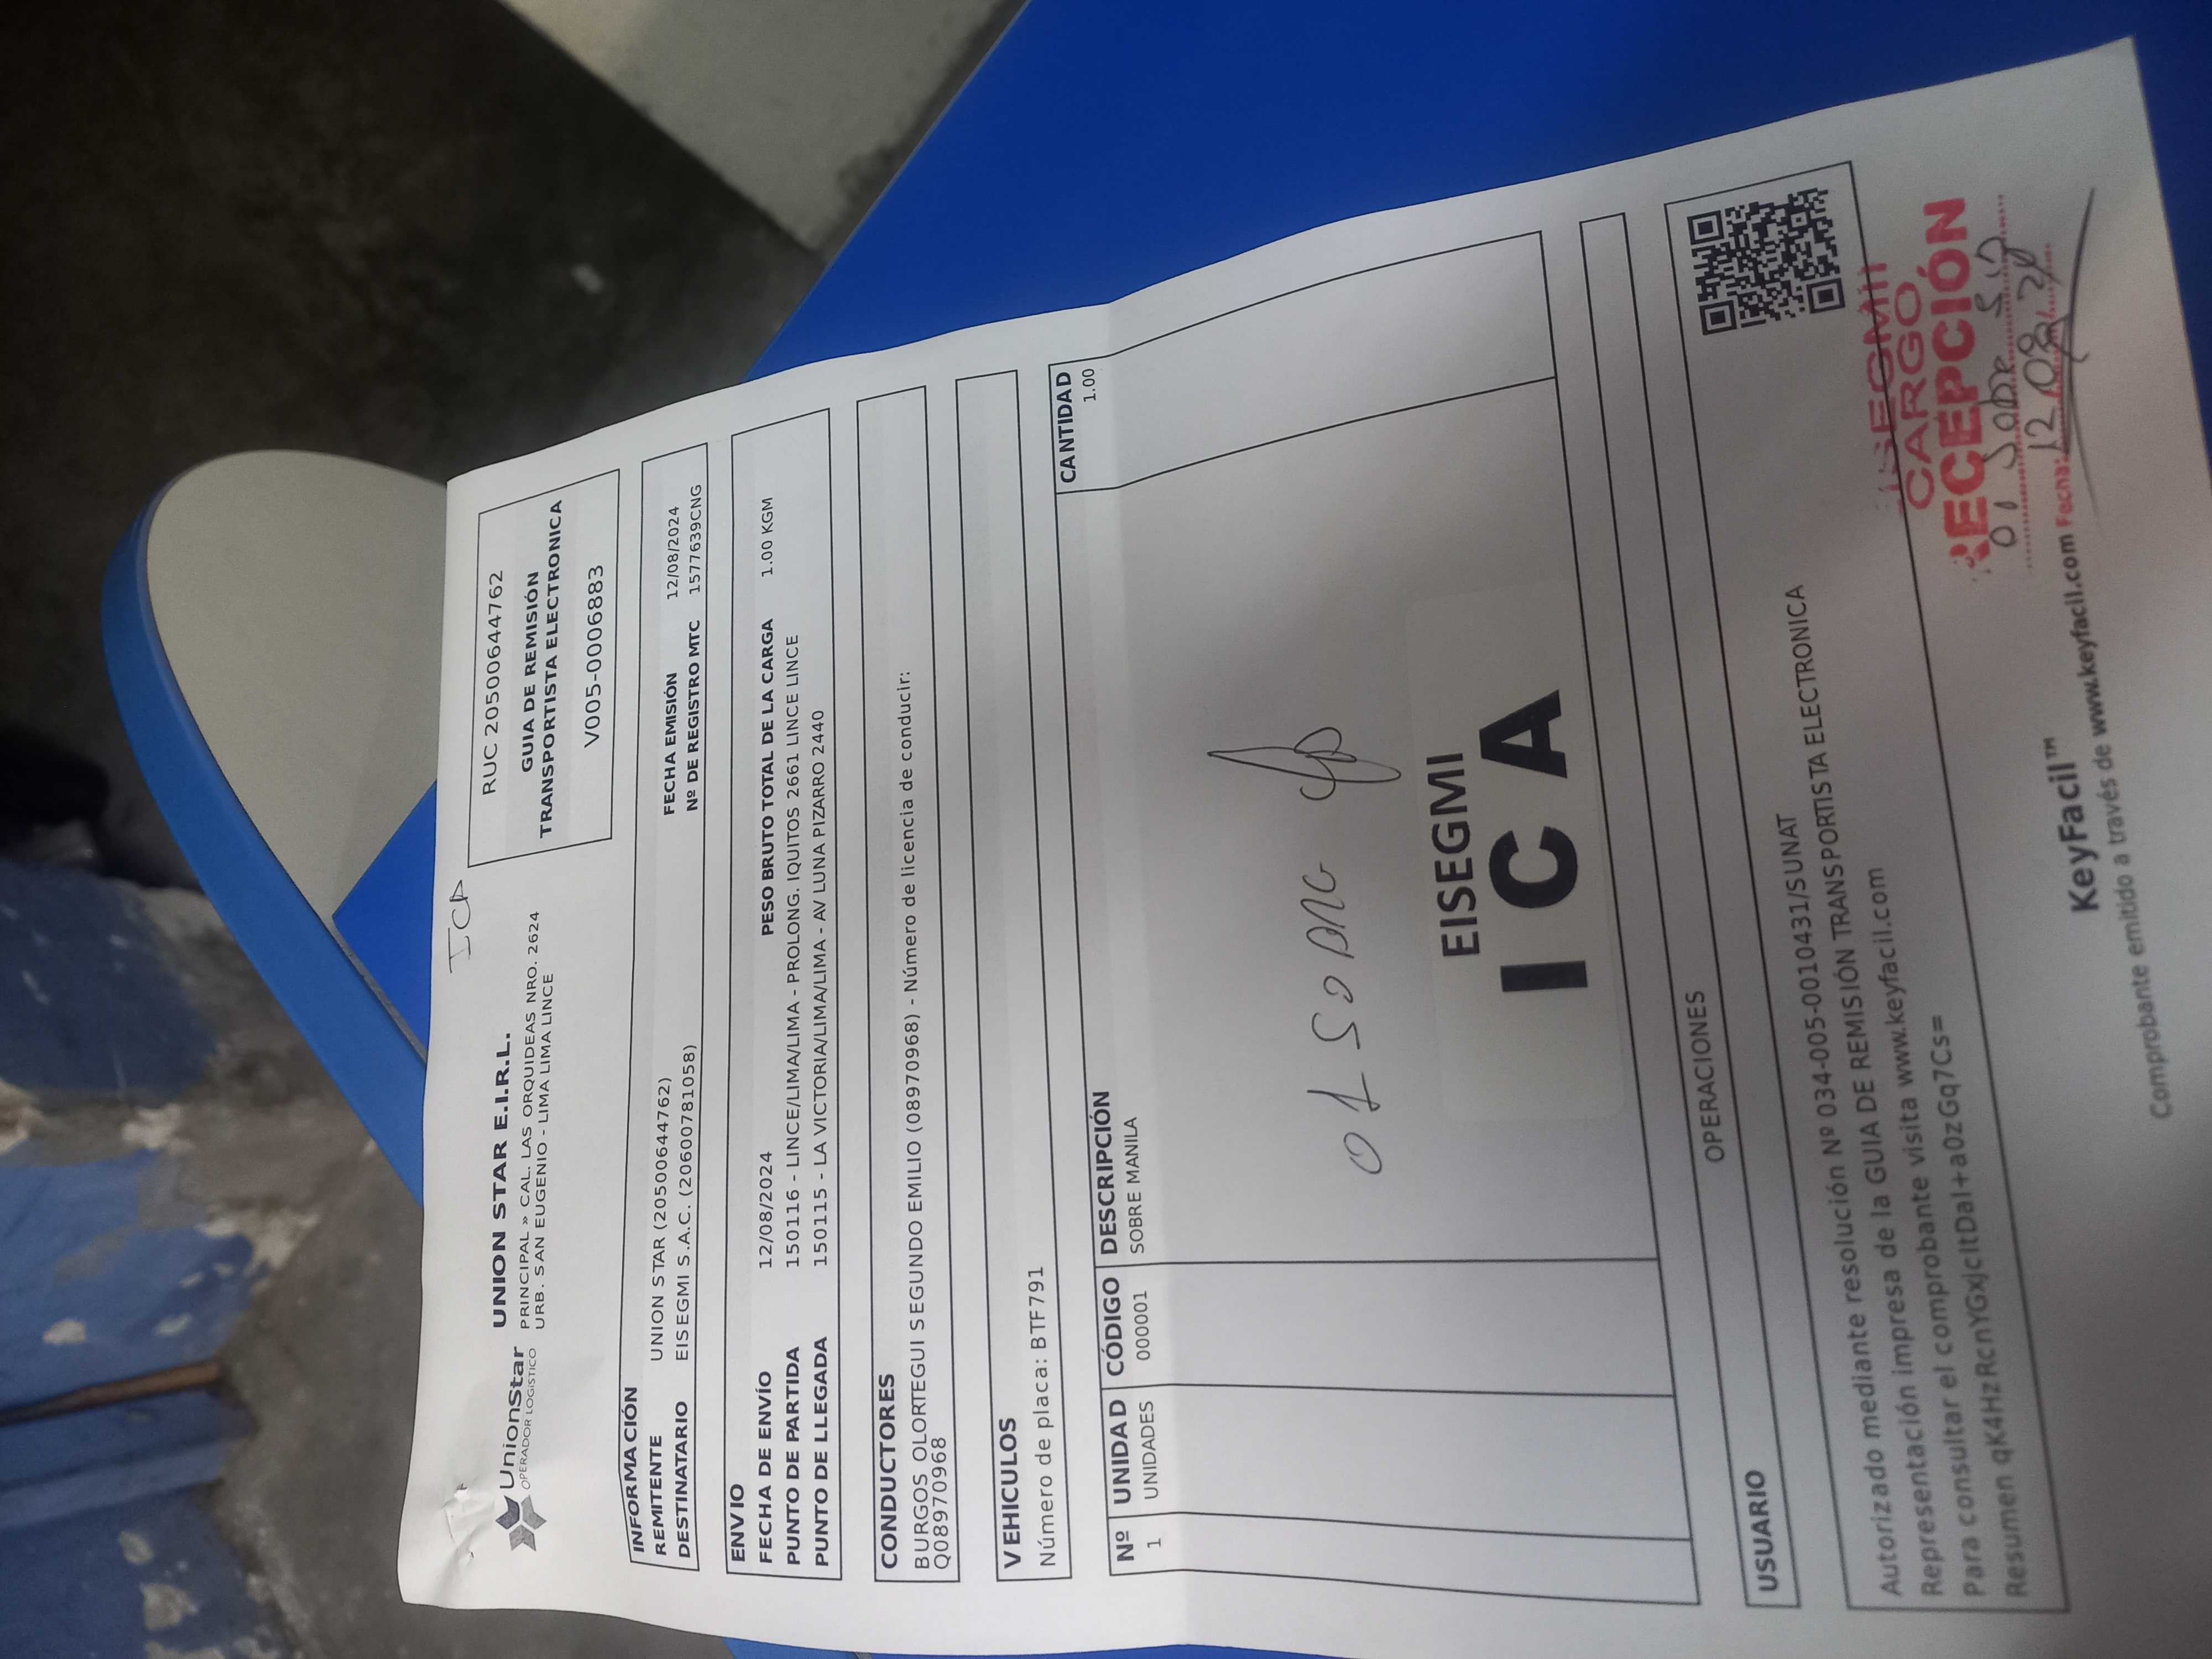 ICA
UnionStar
OPERADOR LOGISTICO
UNION STAR E.I.R.L.
PRINCIPAL » CAL. LAS ORQUIDEAS NRO. 2624
URB. SAN EUGENIO - LIMA LIMA LINCE
RUC 20500644762
GUIA DE REMISIÓN
TRANSPORTISTA ELECTRONICA
V005-0006883
INFORMACIÓN
REMITENTE UNION STAR (20500644762) FECHA EMISIÓN 12/08/2024
DESTINATARIO EISEGMI S.A.C. (20600781058) Nº DE REGISTRO MTC 1577639CNG
ENVIO
FECHA DE ENVÍO 12/08/2024 PESO BRUTO TOTAL DE LA CARGA 1.00 KGM
PUNTO DE PARTIDA 150116 - LINCE/LIMA/LIMA - PROLONG. IQUITOS 2661 LINCE LINCE
PUNTO DE LLEGADA 150115 - LA VICTORIA/LIMA/LIMA - AV LUNA PIZARRO 2440
CONDUCTORES
BURGOS OLORTEGUI SEGUNDO EMILIO (08970968) - Número de licencia de conducir:
Q08970968
VEHICULOS
Número de placa: BTF791
Nº UNIDAD CÓDIGO DESCRIPCIÓN CANTIDAD
1 UNIDADES 000001 SOBRE MANILA 1.00
01
EISEGMI
ICA
OPERACIONES
USUARIO
Autorizado mediante resolución Nº 034-005-0010431/SUNAT
Representación impresa de la GUIA DE REMISIÓN TRANSPORTISTA ELECTRONICA
Para consultar el comprobante visita www.keyfacil.com
Resumen qK4HzRcnYGxJcItDaI+a0zGq7Cs=
EISEGMI
CARGO
RECEPCIÓN
01 Sobre
Fecha: 12 08
KeyFacil™
Comprobante emitido a través de www.keyfacil.com